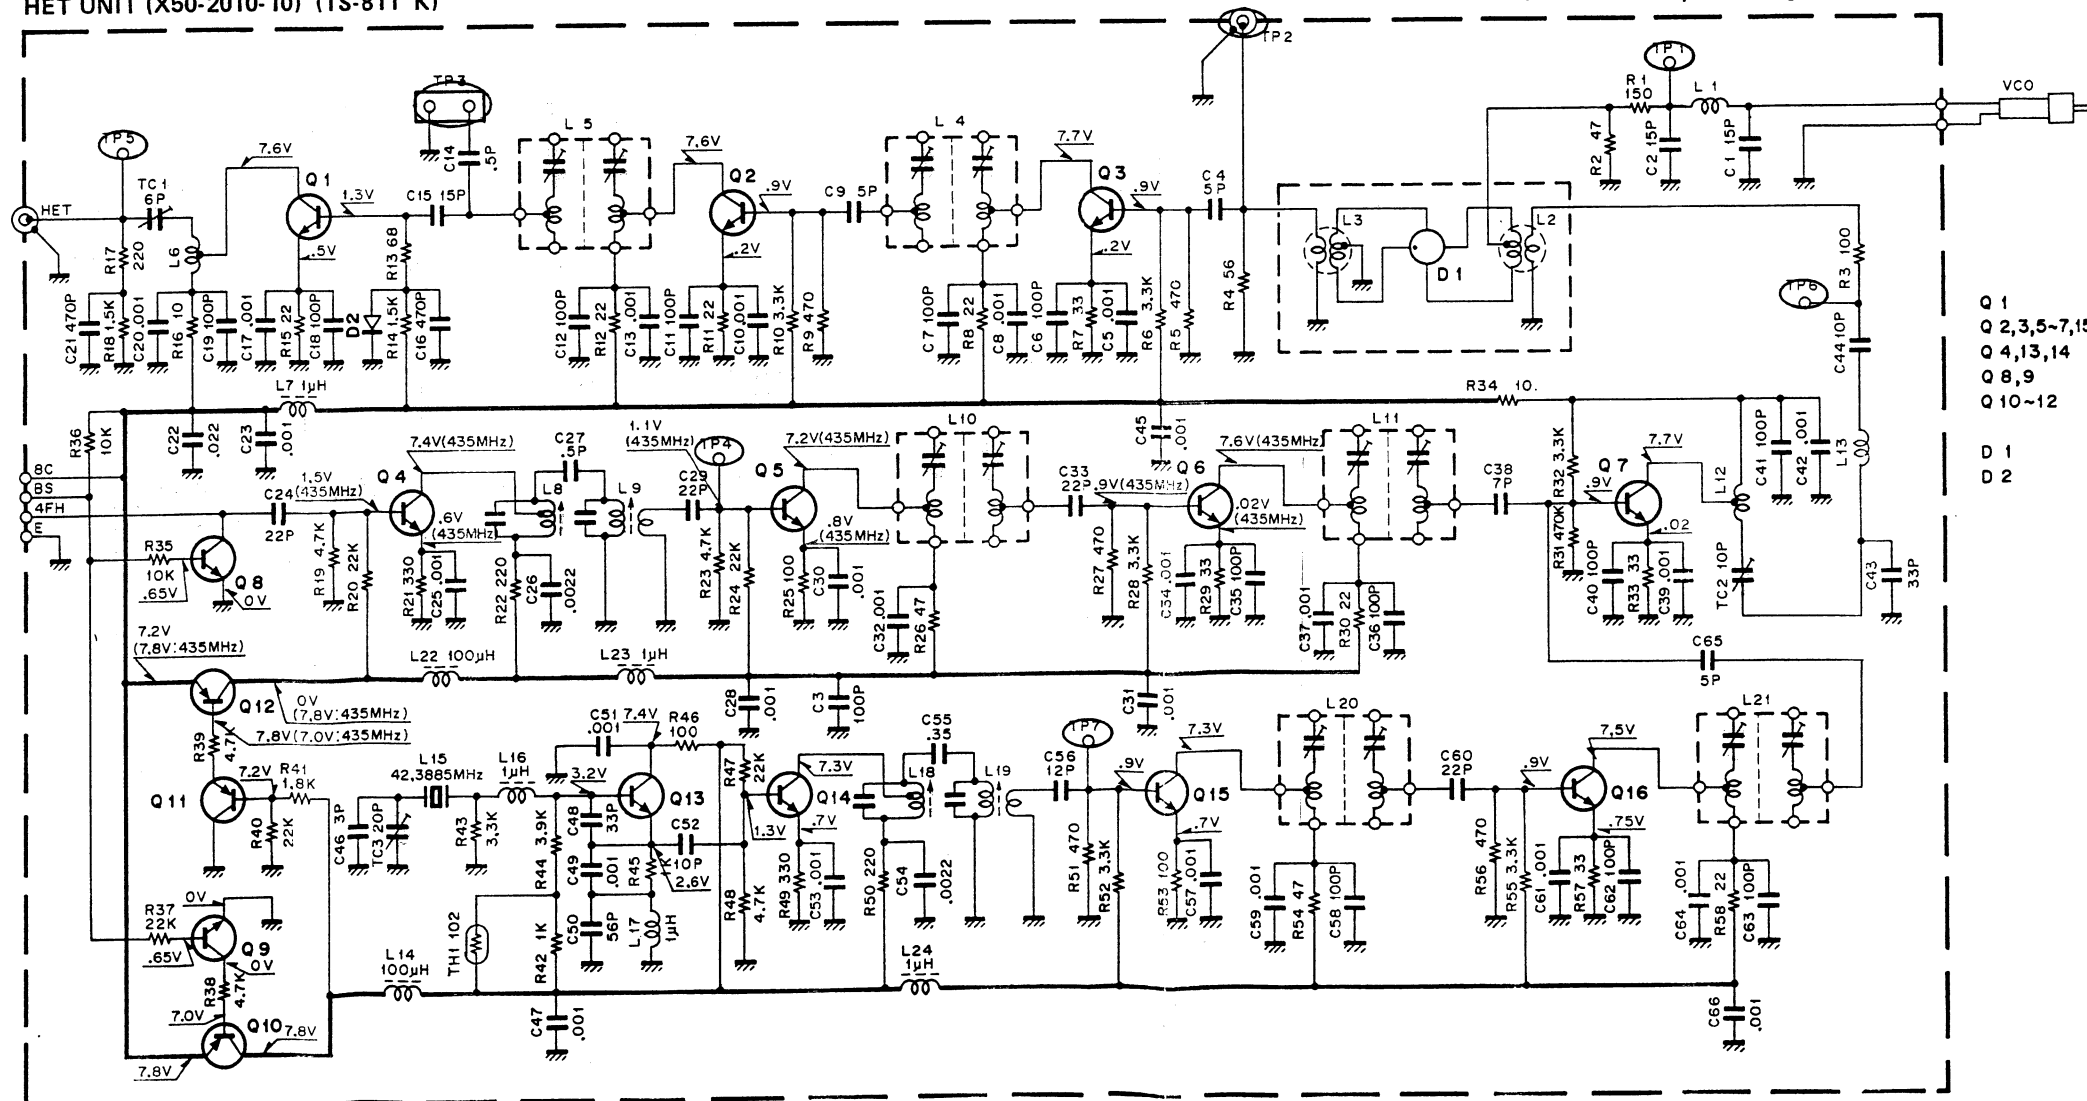 HET UNIT (X50-2010-10) (TS-811 K)
TP2
TP1
R1
150
L1
VCO
R2 47
C2 15P
C1 15P
TP3
TP5
7.6V
TC1
6P
Q1
1.3V
C15 15P
C14
.5P
L5
7.6V
Q2
.9V
C9 5P
L4
7.7V
Q3
.9V
C4
5P
HET
R17
220
L6
.5V
R13 68
.2V
.2V
R4 56
L3
D1
L2
R3 100
TP6
C44 10P
C21 470P
R18 1.5K
C20 .001
R16 10
C19 100P
C17 .001
R15 22
C18 100P
D2
R14 1.5K
C16 470P
C12 100P
R12 22
C13 .001
C11 100P
R11 22
C10 .001
R10 3.3K
R9 470
C7 100P
R8 22
C8 .001
C6 100P
R7 33
C5 .001
R6 3.3K
R5 470
Q 1
Q 2,3,5~7,15
Q 4,13,14
Q 8,9
Q 10~12
D 1
D 2
L7 1µH
R34 10.
R36
10K
C22
.022
C23
.001
7.4V(435MHz)
C27
.5P
1.1V
(435MHz)
TP4
7.2V(435MHz)
L10
C45
.001
7.6V(435MHz)
L11
R32 3.3K
7.7V
L12
C41 100P
C42 .001
L13
8C
8S
4FH
E
1.5V
(435MHz)
C24
22P
Q4
.6V
(435MHz)
L8
L9
C29
22P
Q5
.8V
(435MHz)
C33
22P
.9V(435MHz)
Q6
.02V
(435MHz)
C38
7P
.9V
Q7
.02
R31 470K
R35
10K
.65V
Q8
0V
R19 4.7K
R20 22K
R21 330
C25 .001
R22 220
C26
.0022
R23 4.7K
R24 22K
R25 100
C30
.001
C32 .001
R26 47
R27 470
R28 3.3K
C34 .001
R29 33
C35 100P
C37 .001
R30 22
C36 100P
C40 100P
R33 33
C39 .001
TC2 10P
C43
33P
7.2V
(7.8V:435MHz)
L22 100µH
L23 1µH
C65
5P
Q12
0V
(7.8V:435MHz)
7.8V(7.0V:435MHz)
R39
4.7K
C28
.001
C3
100P
C31
.001
C51
.001
7.4V
R46
100
C55
.35
TP7
7.3V
L20
7.5V
L21
Q11
7.2V
R41
1.8K
R40
22K
L15
42.3885MHz
L16
1µH
3.2V
Q13
R47
22K
7.3V
Q14
L18
L19
C56
12P
.9V
Q15
C60
22P
.9V
Q16
C46 3P
TC3 20P
R43
3.3K
R44 3.9K
C48
33P
C49
.001
R45
1K
C52
10P
2.6V
1.3V
.7V
.7V
.75V
0V
R37
22K
.65V
Q9
0V
R38
4.7K
7.0V
Q10
7.8V
7.8V
L14
100µH
TH1 102
R42 1K
C50
56P
L17
1µH
R48
4.7K
R49 330
C53 .001
R50 220
C54
.0022
R51 470
R52 3.3K
R53 100
C57 .001
C59 .001
R54 47
C58 100P
R56 470
R55 3.3K
C61 .001
R57 33
C62 100P
C64 .001
R58 22
C63 100P
L24
1µH
C47
.001
C66
.001